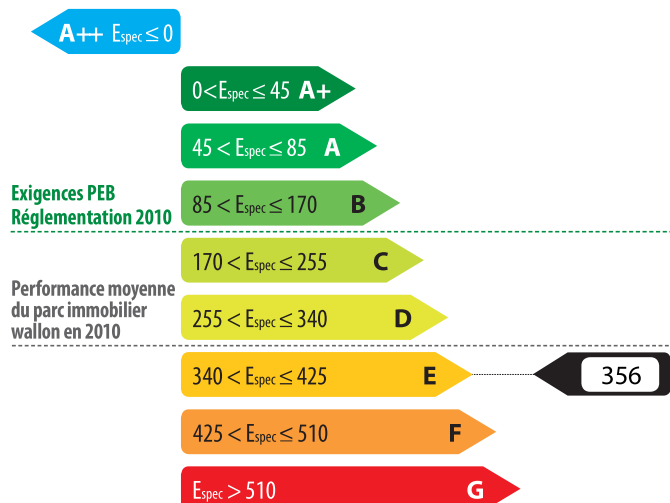 A++ Espec ≤ 0
0 < Espec ≤ 45 A+
45 < Espec ≤ 85 A
Exigences PEB
Réglementation 2010
85 < Espec ≤ 170 B
170 < Espec ≤ 255 C
Performance moyenne
du parc immobilier
wallon en 2010
255 < Espec ≤ 340 D
340 < Espec ≤ 425 E 356
425 < Espec ≤ 510 F
Espec > 510 G